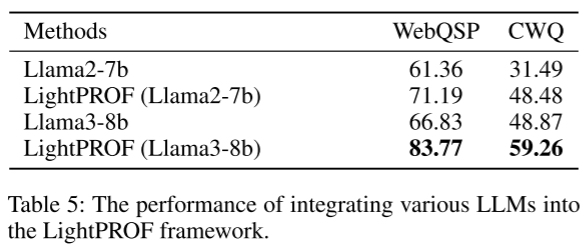 Methods WebQSP CWQ
Llama2-7b 61.36 31.49
LightPROF (Llama2-7b) 71.19 48.48
Llama3-8b 66.83 48.87
LightPROF (Llama3-8b) 83.77 59.26
Table 5: The performance of integrating various LLMs into
the LightPROF framework.